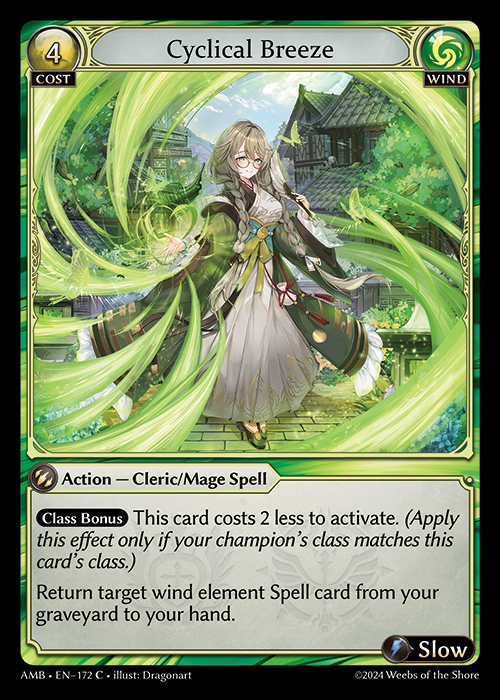 4
Cyclical Breeze
COST
WIND
Action — Cleric/Mage Spell
Class Bonus This card costs 2 less to activate. (Apply
this effect only if your champion's class matches this
card's class.)
Return target wind element Spell card from your
graveyard to your hand.
Slow
AMB • EN–172 C • illust: Dragonart
©2024 Weebs of the Shore